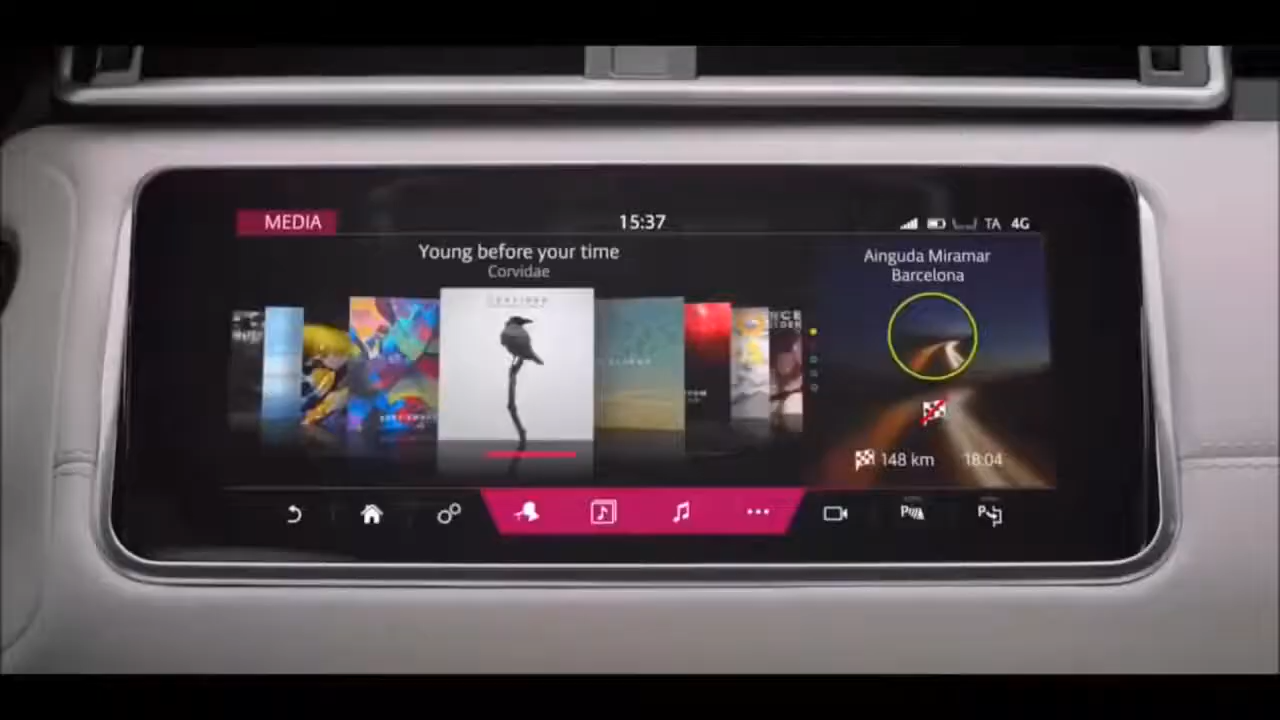 MEDIA
15:37
TA 4G
Young before your time
Corvidae
Ainguda Miramar
Barcelona
148 km
18:04